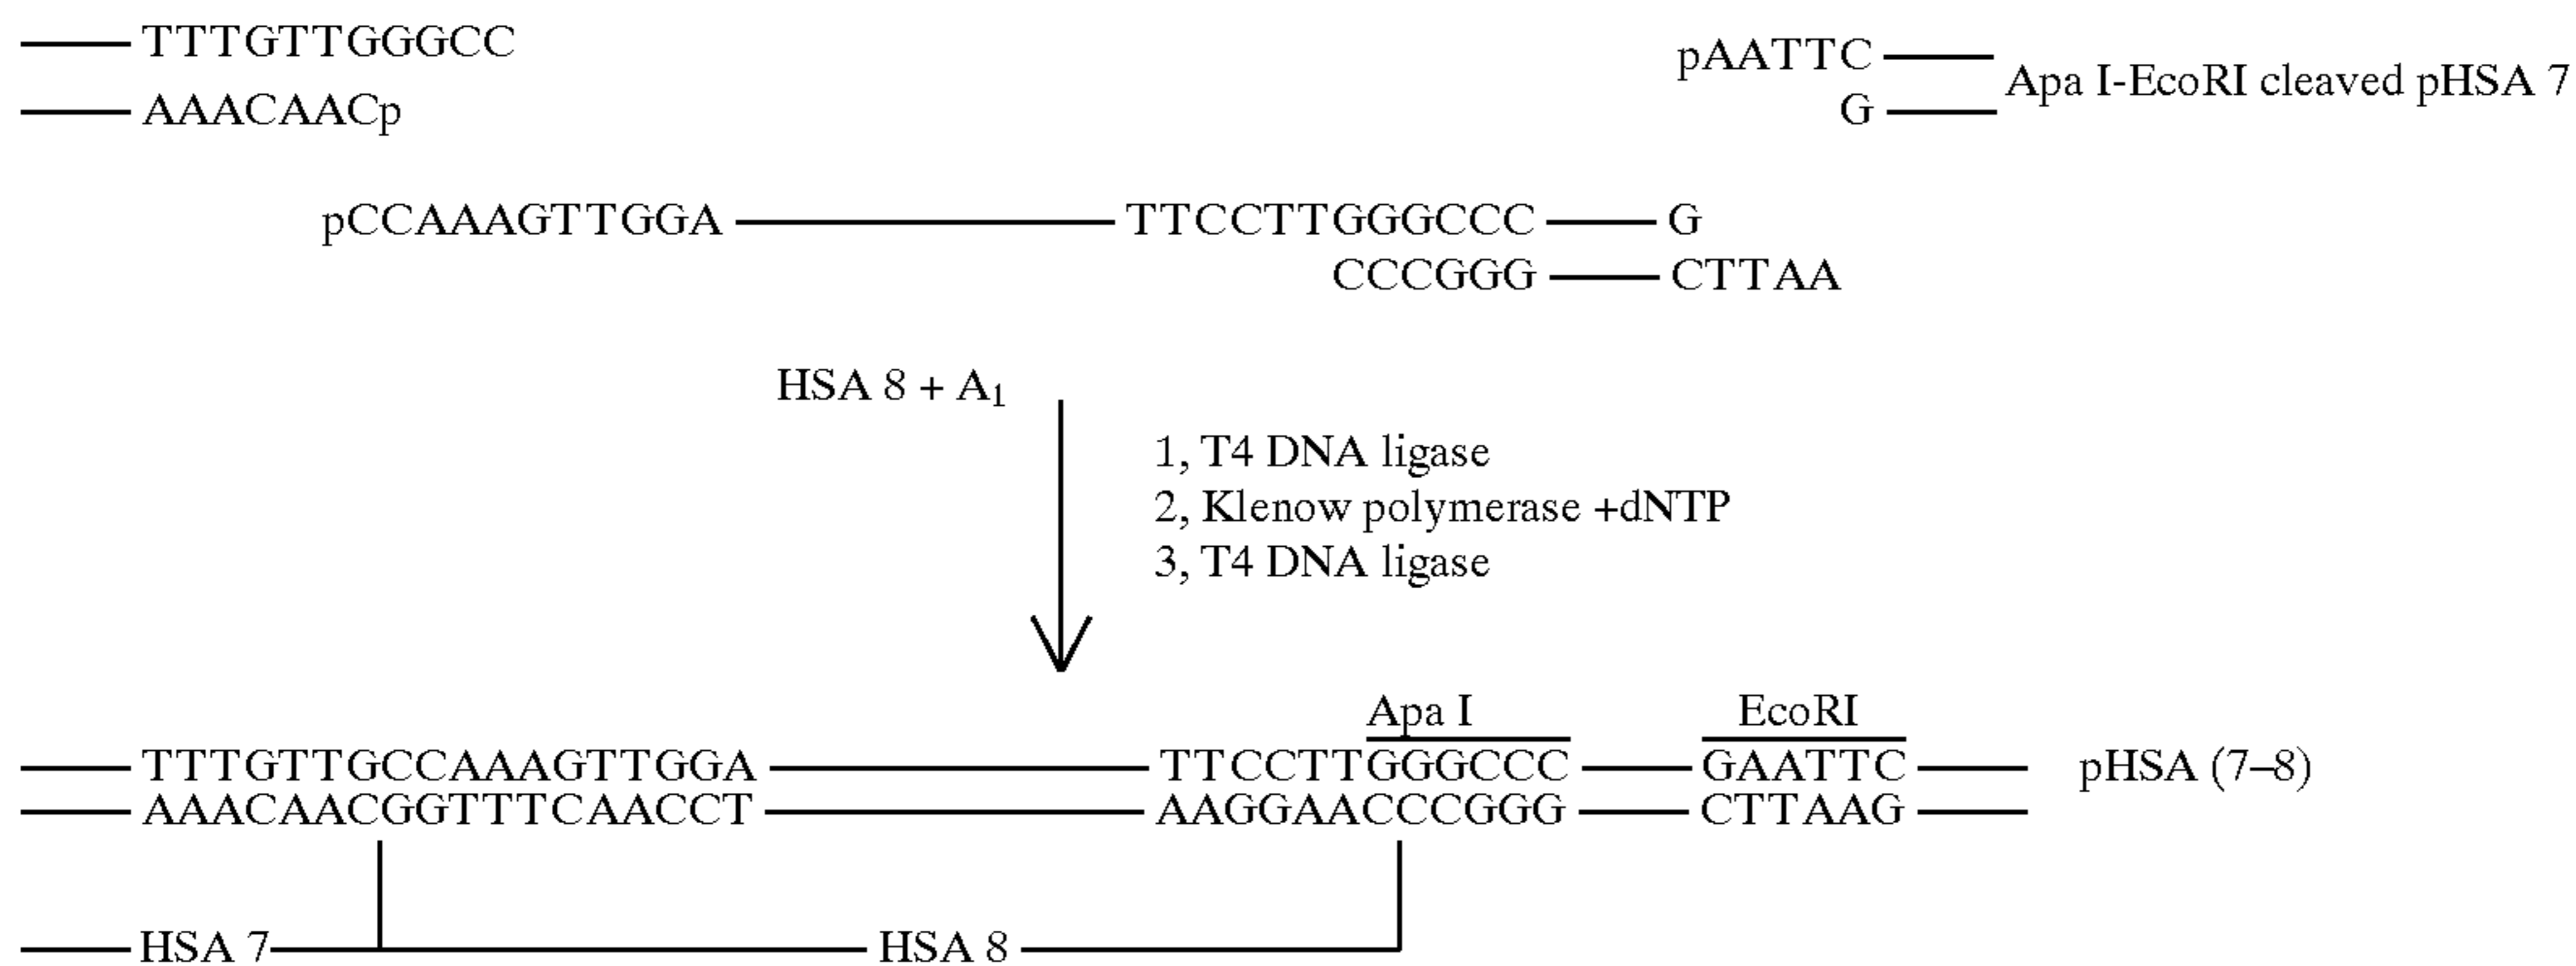 TTTGTTGGGCC
pAATTC
AAACAACp
G
Apa I-EcoRI cleaved pHSA 7
pCCAAAGTTGGA TTCCTTGGGCCC G
CCCGGG CTTAA
HSA 8 + A1
1, T4 DNA ligase
2, Klenow polymerase +dNTP
3, T4 DNA ligase
Apa I EcoRI
TTTGTTGCCAAAGTTGGA TTCCTTGGGCCC GAATTC pHSA (7–8)
AAACAACGGTTTCAACCT AAGGAACCCGGG CTTAAG
HSA 7 HSA 8